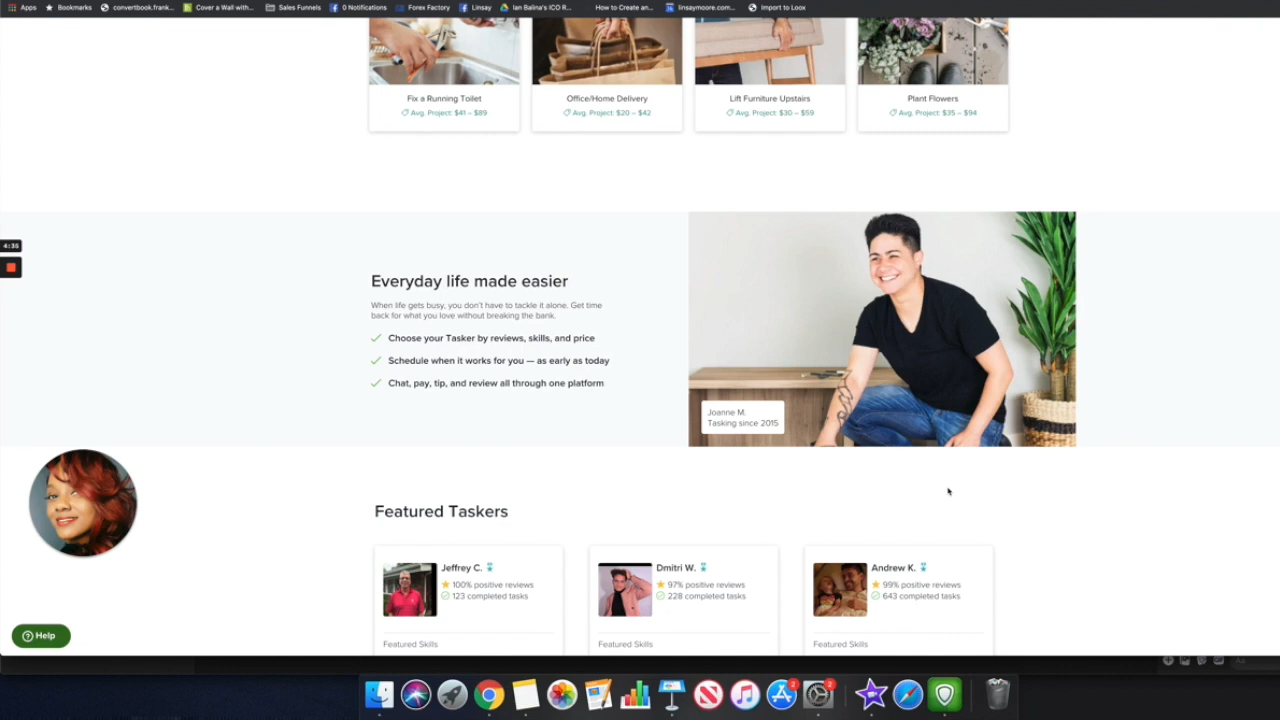 Apps
Bookmarks
convertbook.frank...
Cover a Wall with...
Sales Funnels
0 Notifications
Forex Factory
Linsay
Ian Balina's ICO R...
How to Create an...
linsaymoore.com...
Import to Loox
Fix a Running Toilet
Avg. Project: $41 – $89
Office/Home Delivery
Avg. Project: $20 – $42
Lift Furniture Upstairs
Avg. Project: $30 – $59
Plant Flowers
Avg. Project: $35 – $94
4:36
Everyday life made easier
When life gets busy, you don't have to tackle it alone. Get time
back for what you love without breaking the bank.
Choose your Tasker by reviews, skills, and price
Schedule when it works for you — as early as today
Chat, pay, tip, and review all through one platform
Joanne M.
Tasking since 2015
Featured Taskers
Jeffrey C.
100% positive reviews
123 completed tasks
Featured Skills
Dmitri W.
97% positive reviews
228 completed tasks
Featured Skills
Andrew K.
99% positive reviews
643 completed tasks
Featured Skills
Help
Aa
2
2